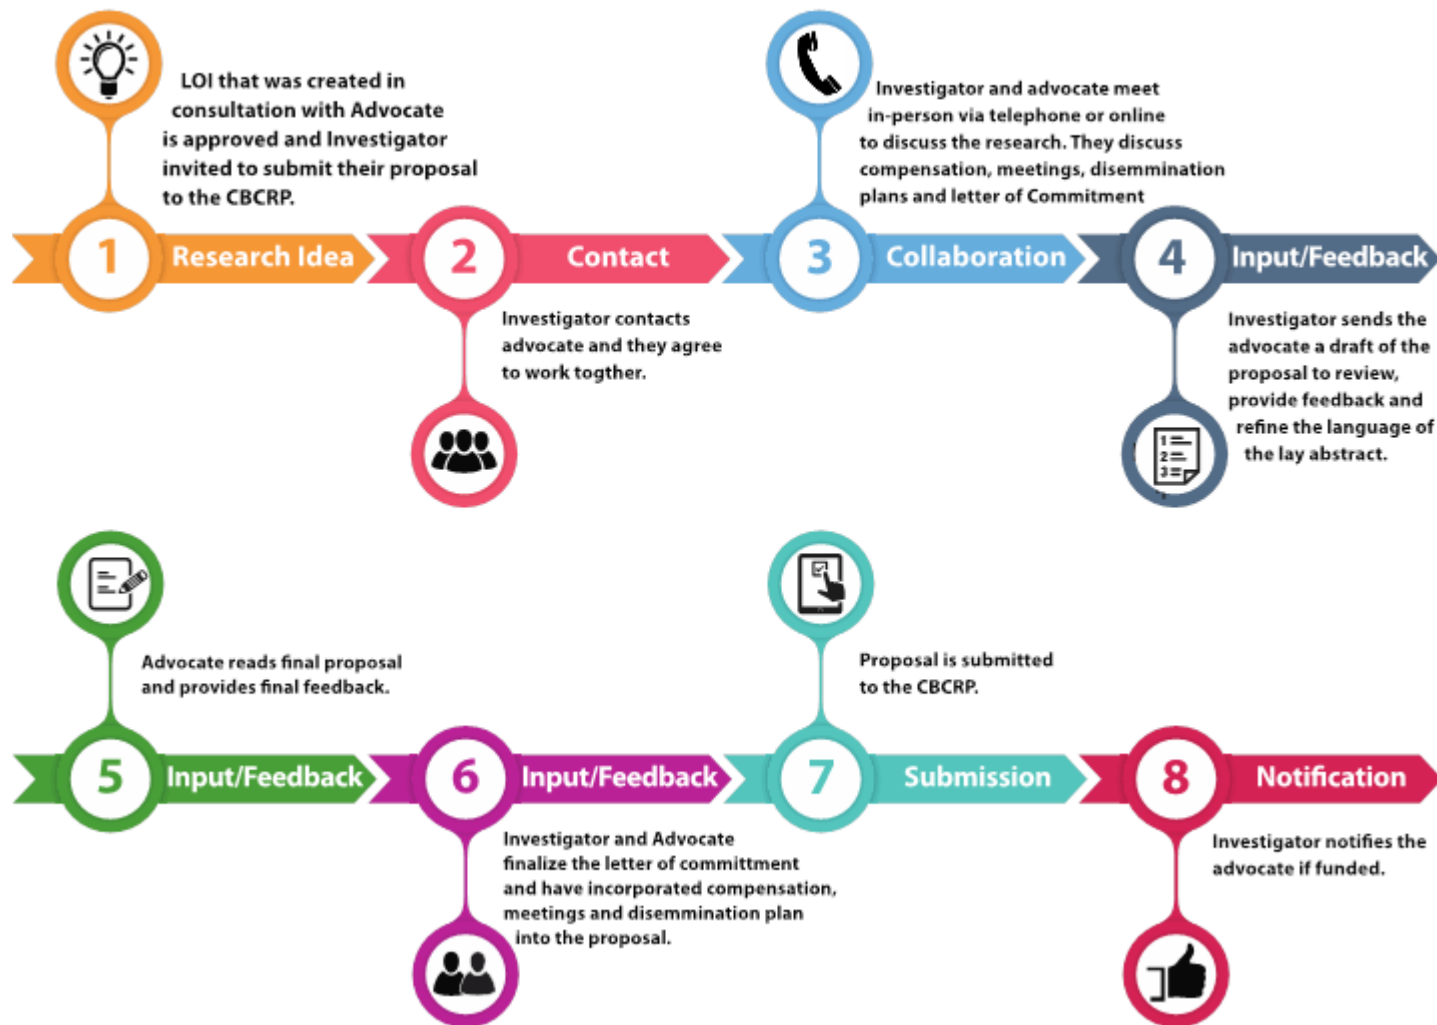 LOI that was created in
consultation with Advocate
is approved and Investigator
invited to submit their proposal
to the CBCRP.
1 Research Idea
2 Contact
Investigator contacts
advocate and they agree
to work togther.
Investigator and advocate meet
in-person via telephone or online
to discuss the research. They discuss
compensation, meetings, disemmination
plans and letter of Commitment
3 Collaboration
4 Input/Feedback
Investigator sends the
advocate a draft of the
proposal to review,
provide feedback and
refine the language of
the lay abstract.
1
2
3
Advocate reads final proposal
and provides final feedback.
5 Input/Feedback
6 Input/Feedback
Investigator and Advocate
finalize the letter of committment
and have incorporated compensation,
meetings and disemmination plan
into the proposal.
Proposal is submitted
to the CBCRP.
7 Submission
8 Notification
Investigator notifies the
advocate if funded.